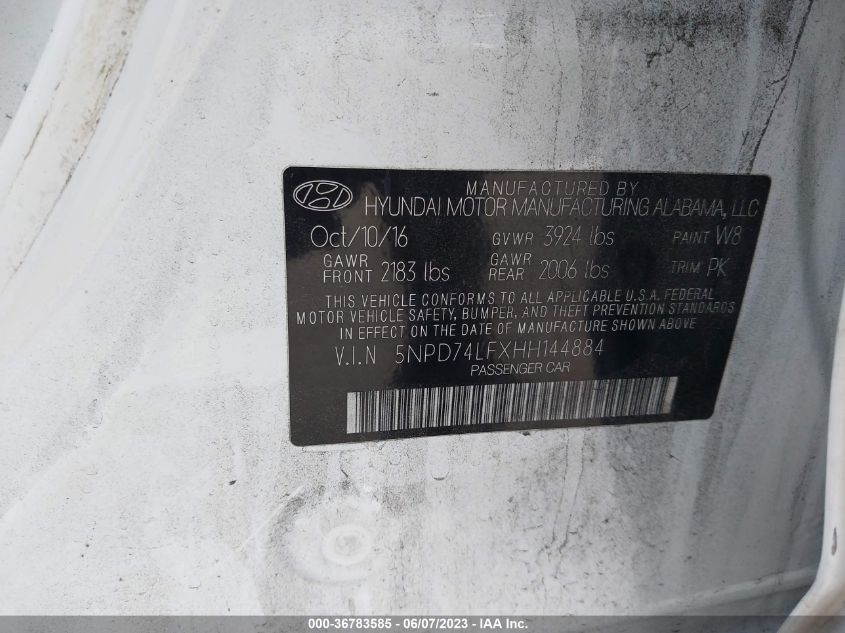 MANUFACTURED BY
HYUNDAI MOTOR MANUFACTURING ALABAMA, LLC
Oct/10/16 GVWR 3924 lbs PAINT W8
GAWR FRONT 2183 lbs GAWR REAR 2006 lbs TRIM PK
THIS VEHICLE CONFORMS TO ALL APPLICABLE U.S.A. FEDERAL
MOTOR VEHICLE SAFETY, BUMPER, AND THEFT PREVENTION STANDARDS
IN EFFECT ON THE DATE OF MANUFACTURE SHOWN ABOVE
V.I.N 5NPD74LFXHH144884
PASSENGER CAR
000-36783585 - 06/07/2023 - © IAA, Inc.